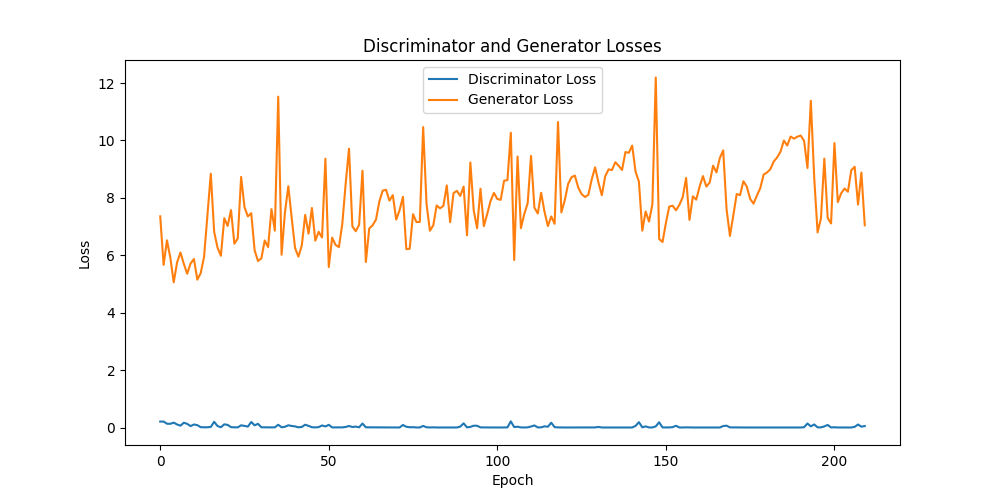 Discriminator and Generator Losses
Discriminator Loss
Generator Loss
12
10
8
6
4
2
0
Loss
0
50
100
150
200
Epoch